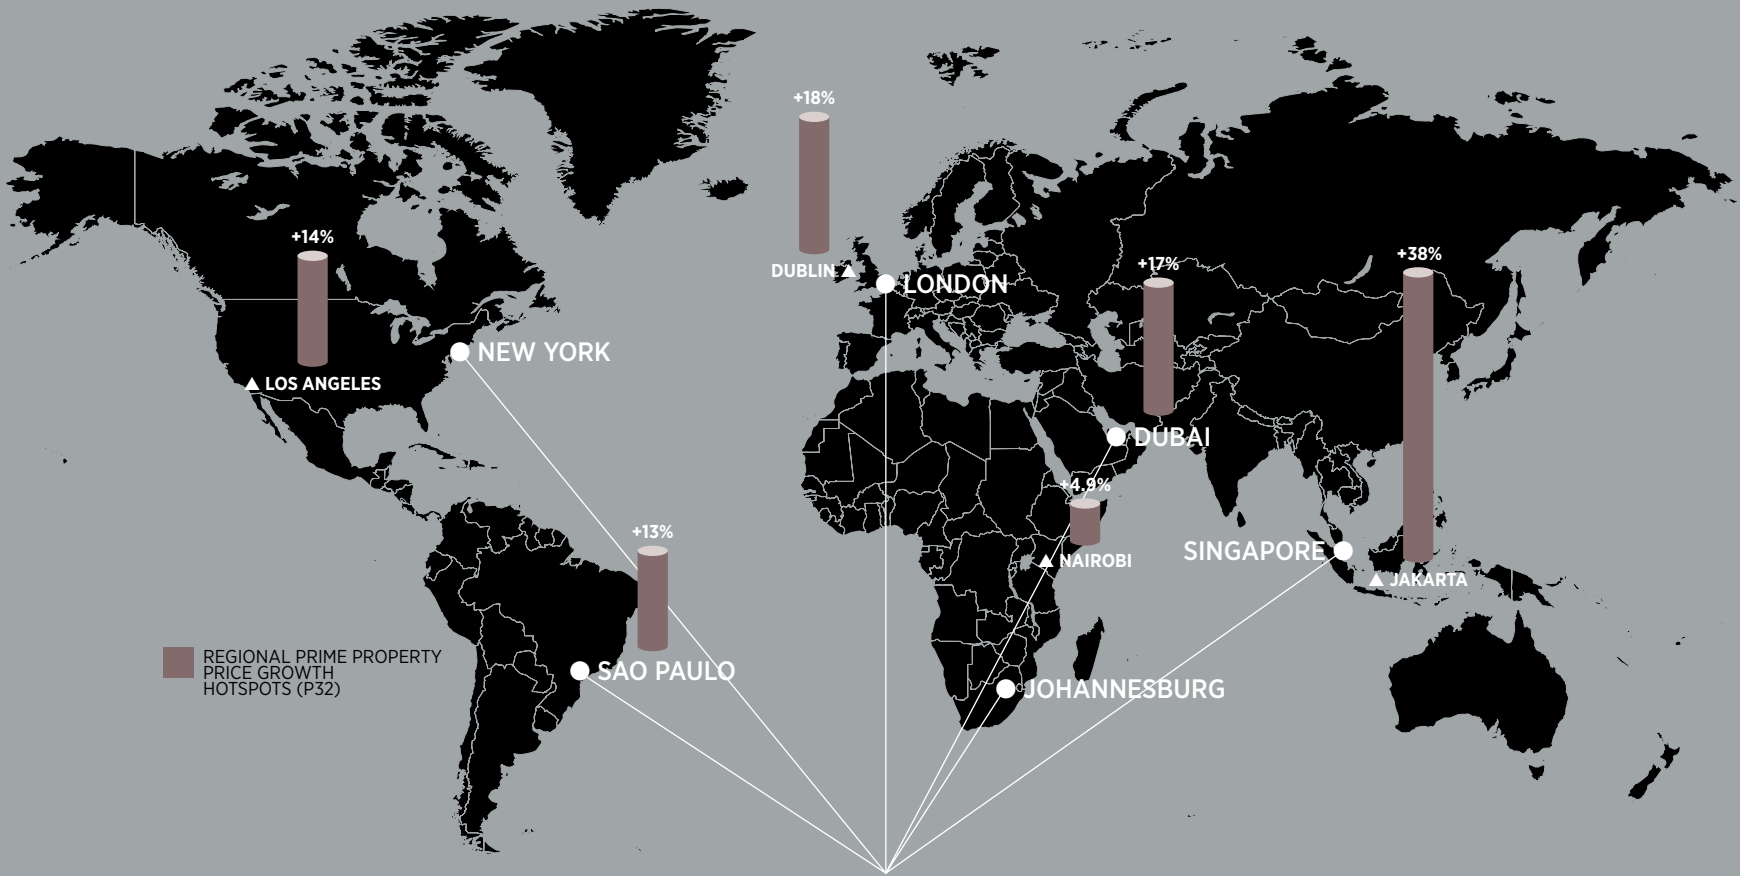 +18%
DUBLIN
LONDON
+14%
LOS ANGELES
NEW YORK
+17%
DUBAI
+38%
JAKARTA
+4.9%
NAIROBI
SINGAPORE
+13%
SAO PAULO
JOHANNESBURG
REGIONAL PRIME PROPERTY
PRICE GROWTH
HOTSPOTS (P32)